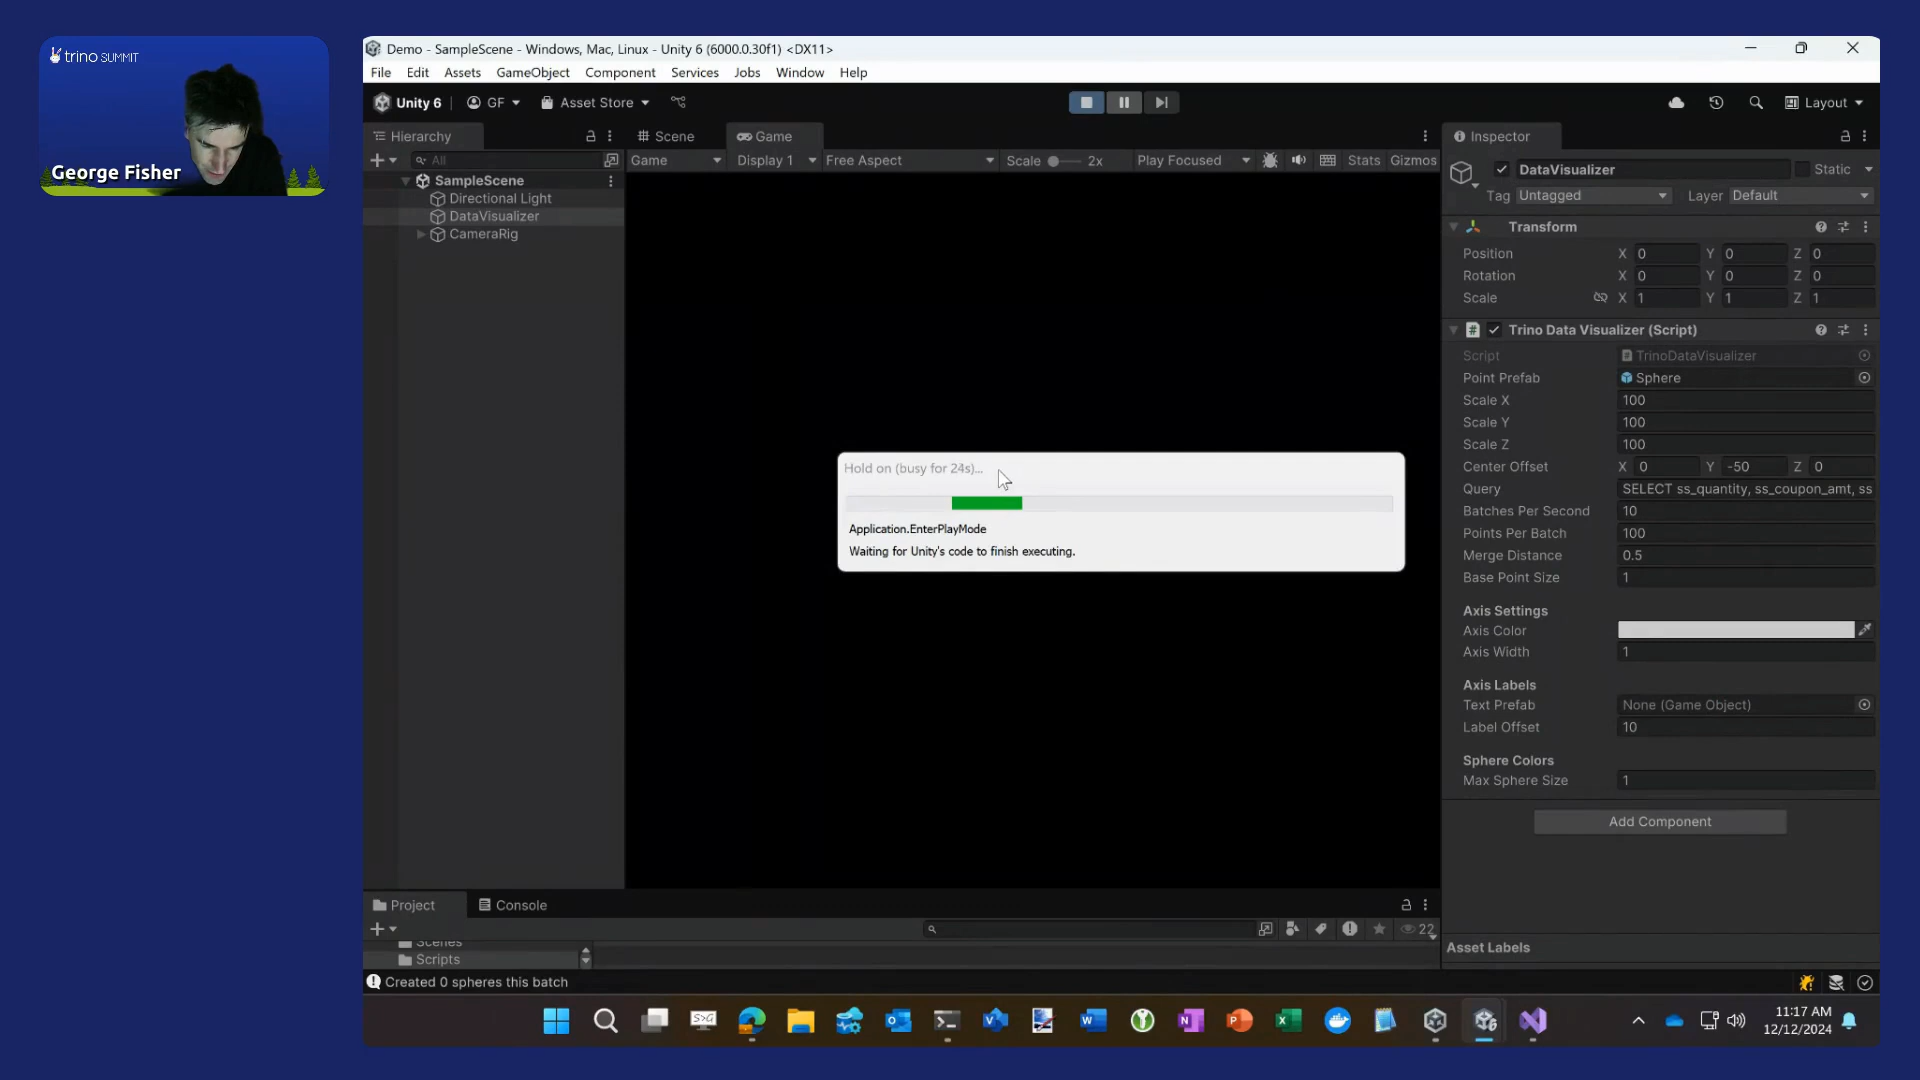 trino SUMMIT
George Fisher
Demo - SampleScene - Windows, Mac, Linux - Unity 6 (6000.0.30f1) <DX11>
File Edit Assets GameObject Component Services Jobs Window Help
Unity 6 GF Asset Store Layout
Hierarchy
All
SampleScene
Directional Light
DataVisualizer
CameraRig
Scene Game
Game Display 1 Free Aspect Scale 2x Play Focused Stats Gizmos
Hold on (busy for 24s)...
Application.EnterPlayMode
Waiting for Unity's code to finish executing.
Inspector
DataVisualizer Static
Tag Untagged Layer Default
Transform
Position X 0 Y 0 Z 0
Rotation X 0 Y 0 Z 0
Scale X 1 Y 1 Z 1
# Trino Data Visualizer (Script)
Script TrinoDataVisualizer
Point Prefab Sphere
Scale X 100
Scale Y 100
Scale Z 100
Center Offset X 0 Y -50 Z 0
Query SELECT ss_quantity, ss_coupon_amt, ss
Batches Per Second 10
Points Per Batch 100
Merge Distance 0.5
Base Point Size 1
Axis Settings
Axis Color
Axis Width 1
Axis Labels
Text Prefab None (Game Object)
Label Offset 10
Sphere Colors
Max Sphere Size 1
Add Component
Asset Labels
Project Console
22
Scenes
Scripts
Created 0 spheres this batch
11:17 AM
12/12/2024